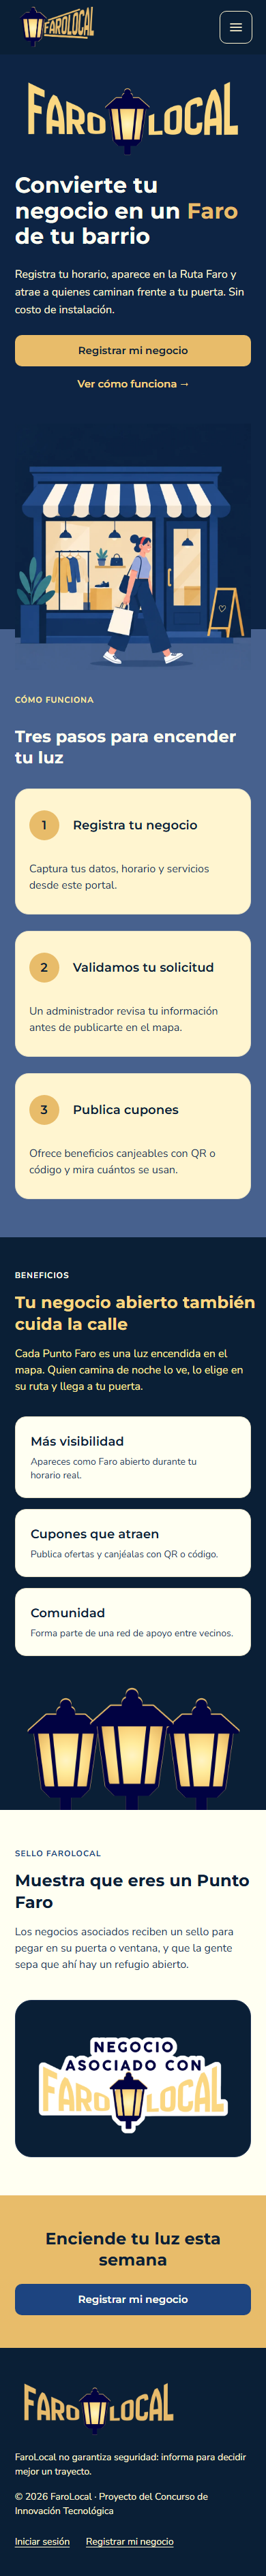 FAROLOCAL
FAROLOCAL
Convierte tu
negocio en un Faro
de tu barrio
Registra tu horario, aparece en la Ruta Faro y
atrae a quienes caminan frente a tu puerta. Sin
costo de instalación.
Registrar mi negocio
Ver cómo funciona →
CÓMO FUNCIONA
Tres pasos para encender
tu luz
1 Registra tu negocio
Captura tus datos, horario y servicios
desde este portal.
2 Validamos tu solicitud
Un administrador revisa tu información
antes de publicarte en el mapa.
3 Publica cupones
Ofrece beneficios canjeables con QR o
código y mira cuántos se usan.
BENEFICIOS
Tu negocio abierto también
cuida la calle
Cada Punto Faro es una luz encendida en el
mapa. Quien camina de noche lo ve, lo elige en
su ruta y llega a tu puerta.
Más visibilidad
Apareces como Faro abierto durante tu
horario real.
Cupones que atraen
Publica ofertas y canjéalas con QR o código.
Comunidad
Forma parte de una red de apoyo entre vecinos.
SELLO FAROLOCAL
Muestra que eres un Punto
Faro
Los negocios asociados reciben un sello para
pegar en su puerta o ventana, y que la gente
sepa que ahí hay un refugio abierto.
NEGOCIO
ASOCIADO CON
FAROLOCAL
Enciende tu luz esta
semana
Registrar mi negocio
FAROLOCAL
FaroLocal no garantiza seguridad: informa para decidir
mejor un trayecto.
© 2026 FaroLocal · Proyecto del Concurso de
Innovación Tecnológica
Iniciar sesión Registrar mi negocio